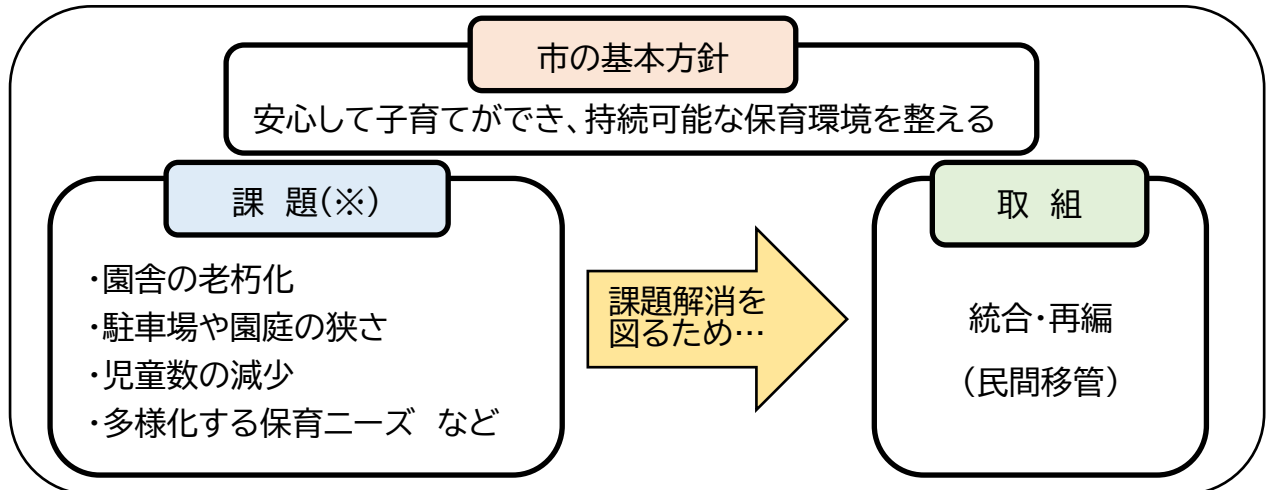 市の基本方針
安心して子育てができ、持続可能な保育環境を整える
課 題(※)
・園舎の老朽化
・駐車場や園庭の狭さ
・児童数の減少
・多様化する保育ニーズ など
課題解消を
図るため…
取 組
統合・再編
(民間移管)